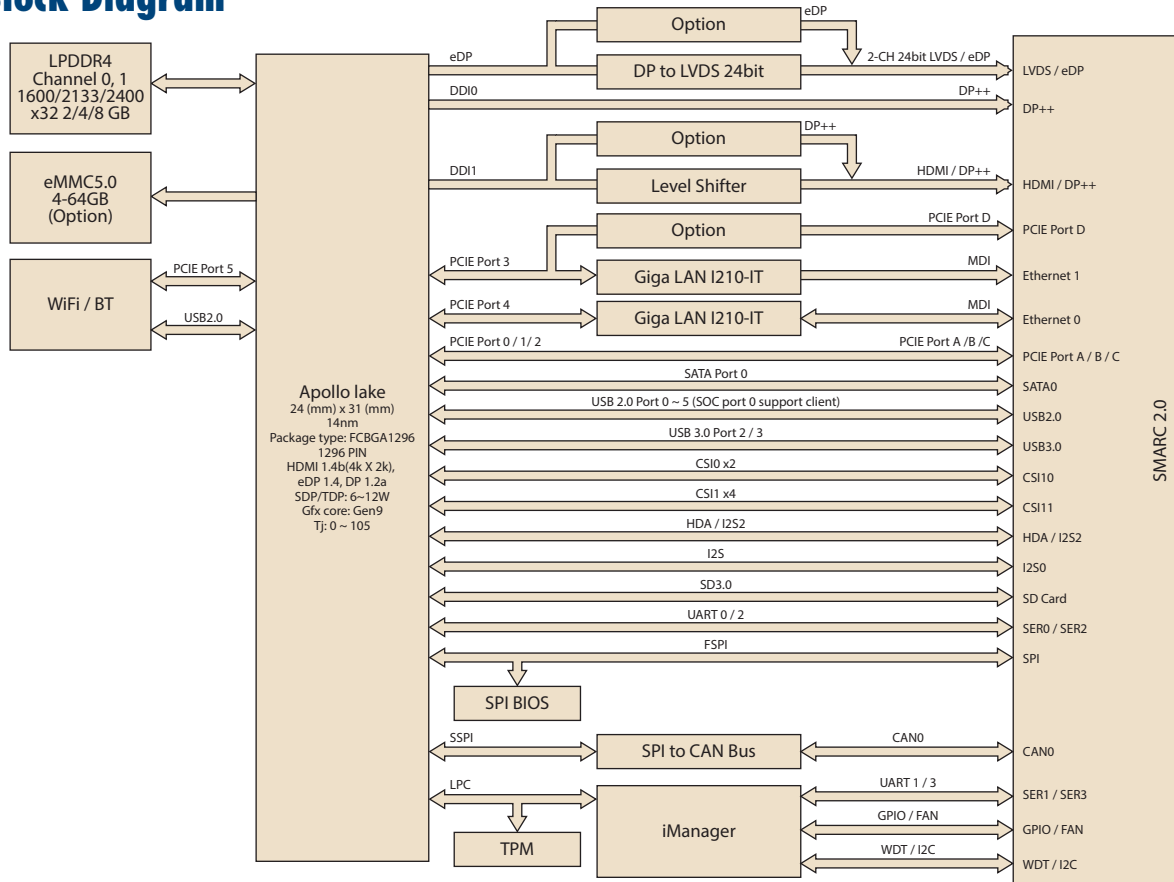 Block Diagram
LPDDR4
Channel 0, 1
1600/2133/2400
x32 2/4/8 GB
eMMC5.0
4-64GB
(Option)
WiFi / BT
PCIE Port 5
USB2.0
Apollo lake
24 (mm) x 31 (mm)
14nm
Package type: FCBGA1296
1296 PIN
HDMI 1.4b(4k X 2k),
eDP 1.4, DP 1.2a
SDP/TDP: 6~12W
Gfx core: Gen9
Tj: 0 ~ 105
eDP
Option
eDP
DP to LVDS 24bit
2-CH 24bit LVDS / eDP
LVDS / eDP
DDI0
DP++
DP++
Option
DP++
DDI1
Level Shifter
HDMI / DP++
HDMI / DP++
Option
PCIE Port D
PCIE Port D
PCIE Port 3
Giga LAN I210-IT
MDI
Ethernet 1
PCIE Port 4
Giga LAN I210-IT
MDI
Ethernet 0
PCIE Port 0 / 1/ 2
PCIE Port A /B /C
PCIE Port A / B / C
SATA Port 0
SATA0
USB 2.0 Port 0 ~ 5 (SOC port 0 support client)
USB2.0
USB 3.0 Port 2 / 3
USB3.0
CSI0 x2
CSI10
CSI1 x4
CSI11
HDA / I2S2
HDA / I2S2
I2S
I2S0
SD3.0
SD Card
UART 0 / 2
SER0 / SER2
FSPI
SPI
SPI BIOS
SSPI
SPI to CAN Bus
CAN0
CAN0
LPC
TPM
iManager
UART 1 / 3
SER1 / SER3
GPIO / FAN
GPIO / FAN
WDT / I2C
WDT / I2C
SMARC 2.0